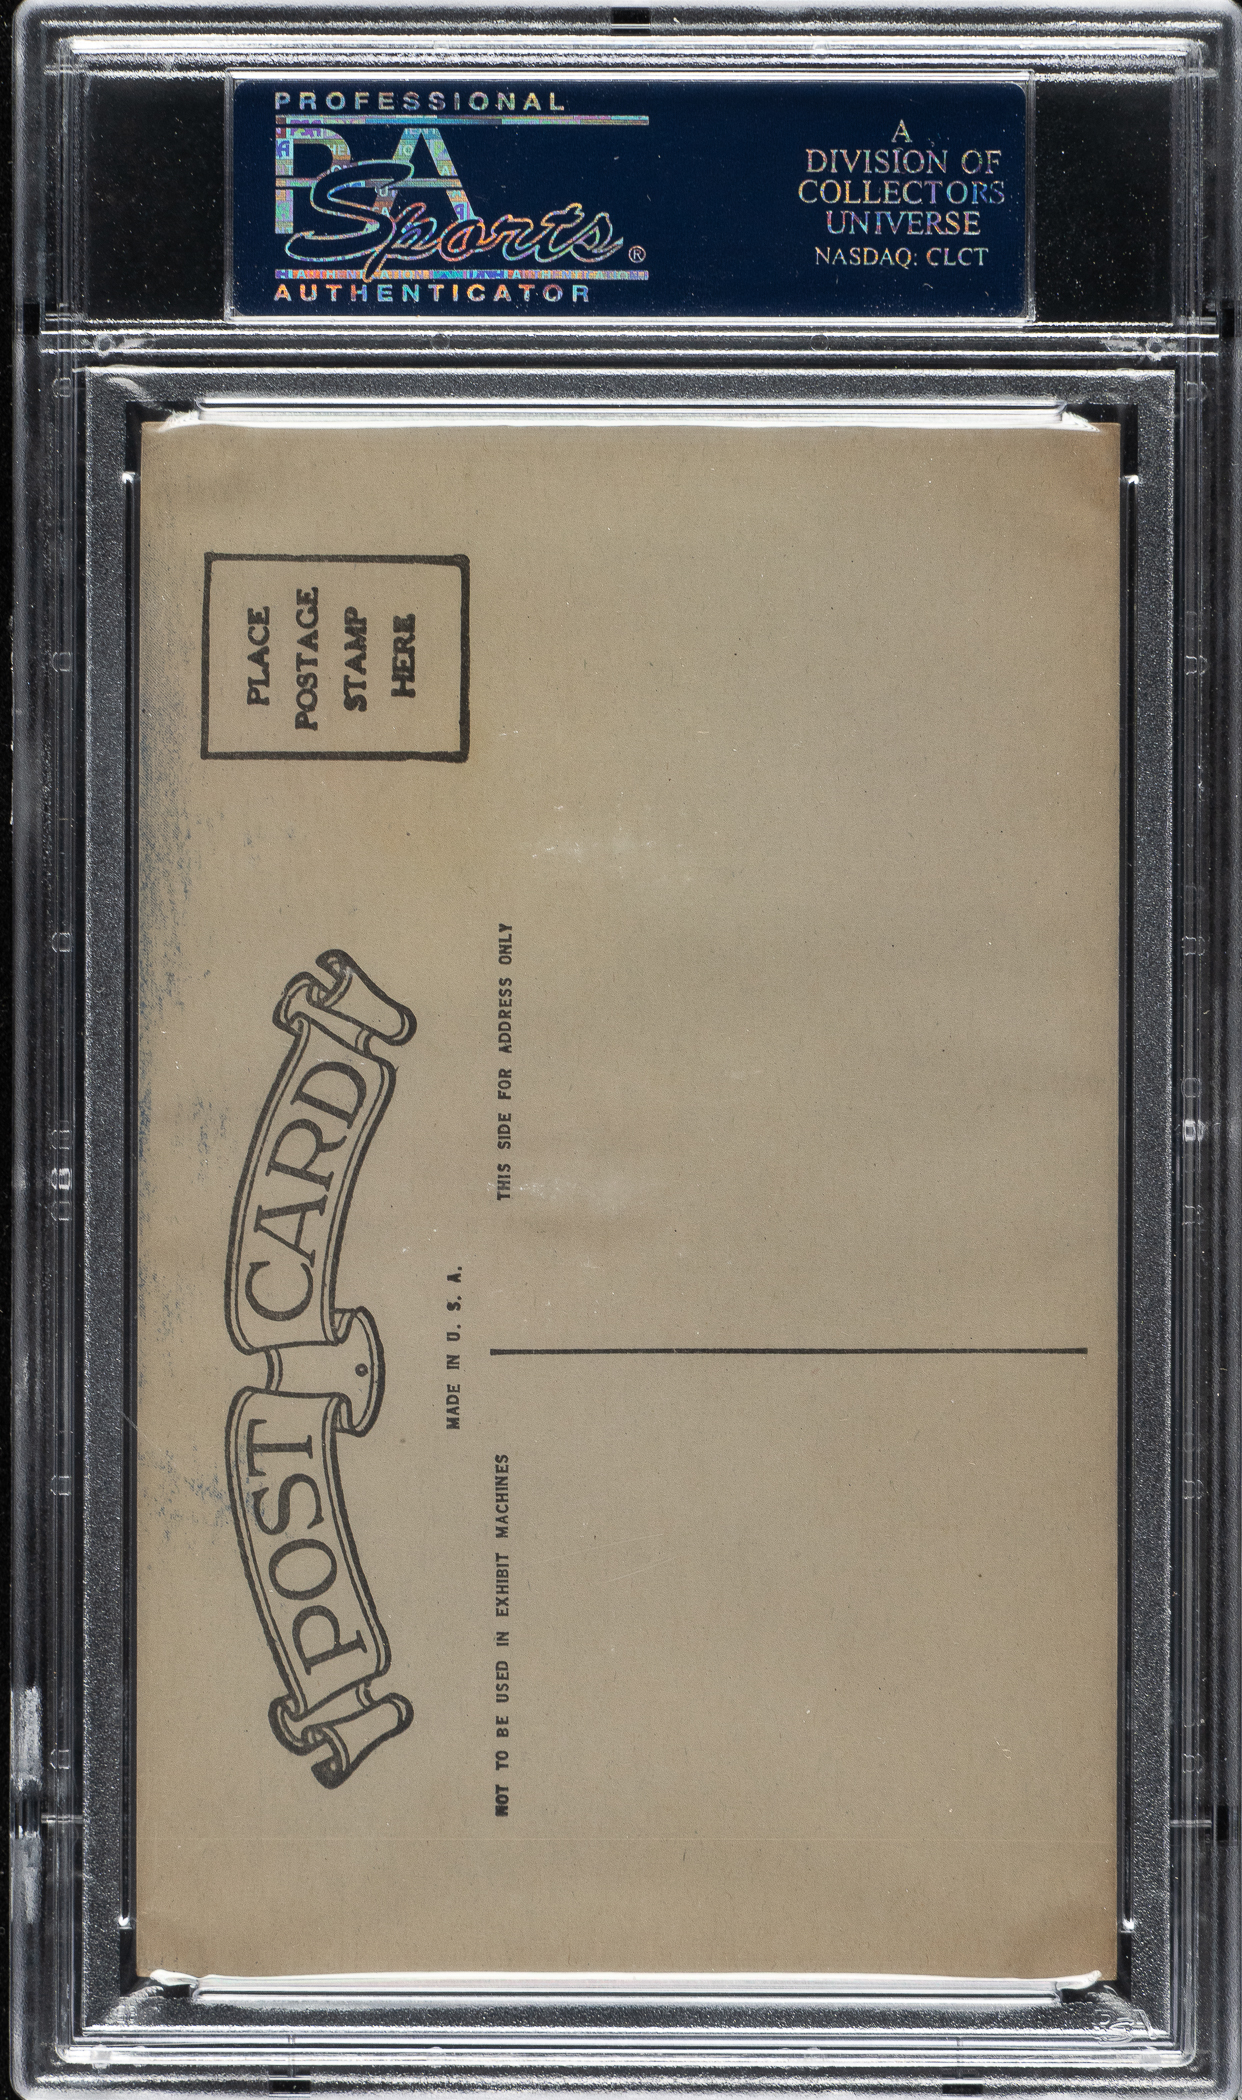 PROFESSIONAL
PSA
Sports®
AUTHENTICATOR
A
DIVISION OF
COLLECTORS
UNIVERSE
NASDAQ: CLCT
PLACE
POSTAGE
STAMP
HERE
POST CARD
MADE IN U. S. A.
NOT TO BE USED IN EXHIBIT MACHINES
THIS SIDE FOR ADDRESS ONLY